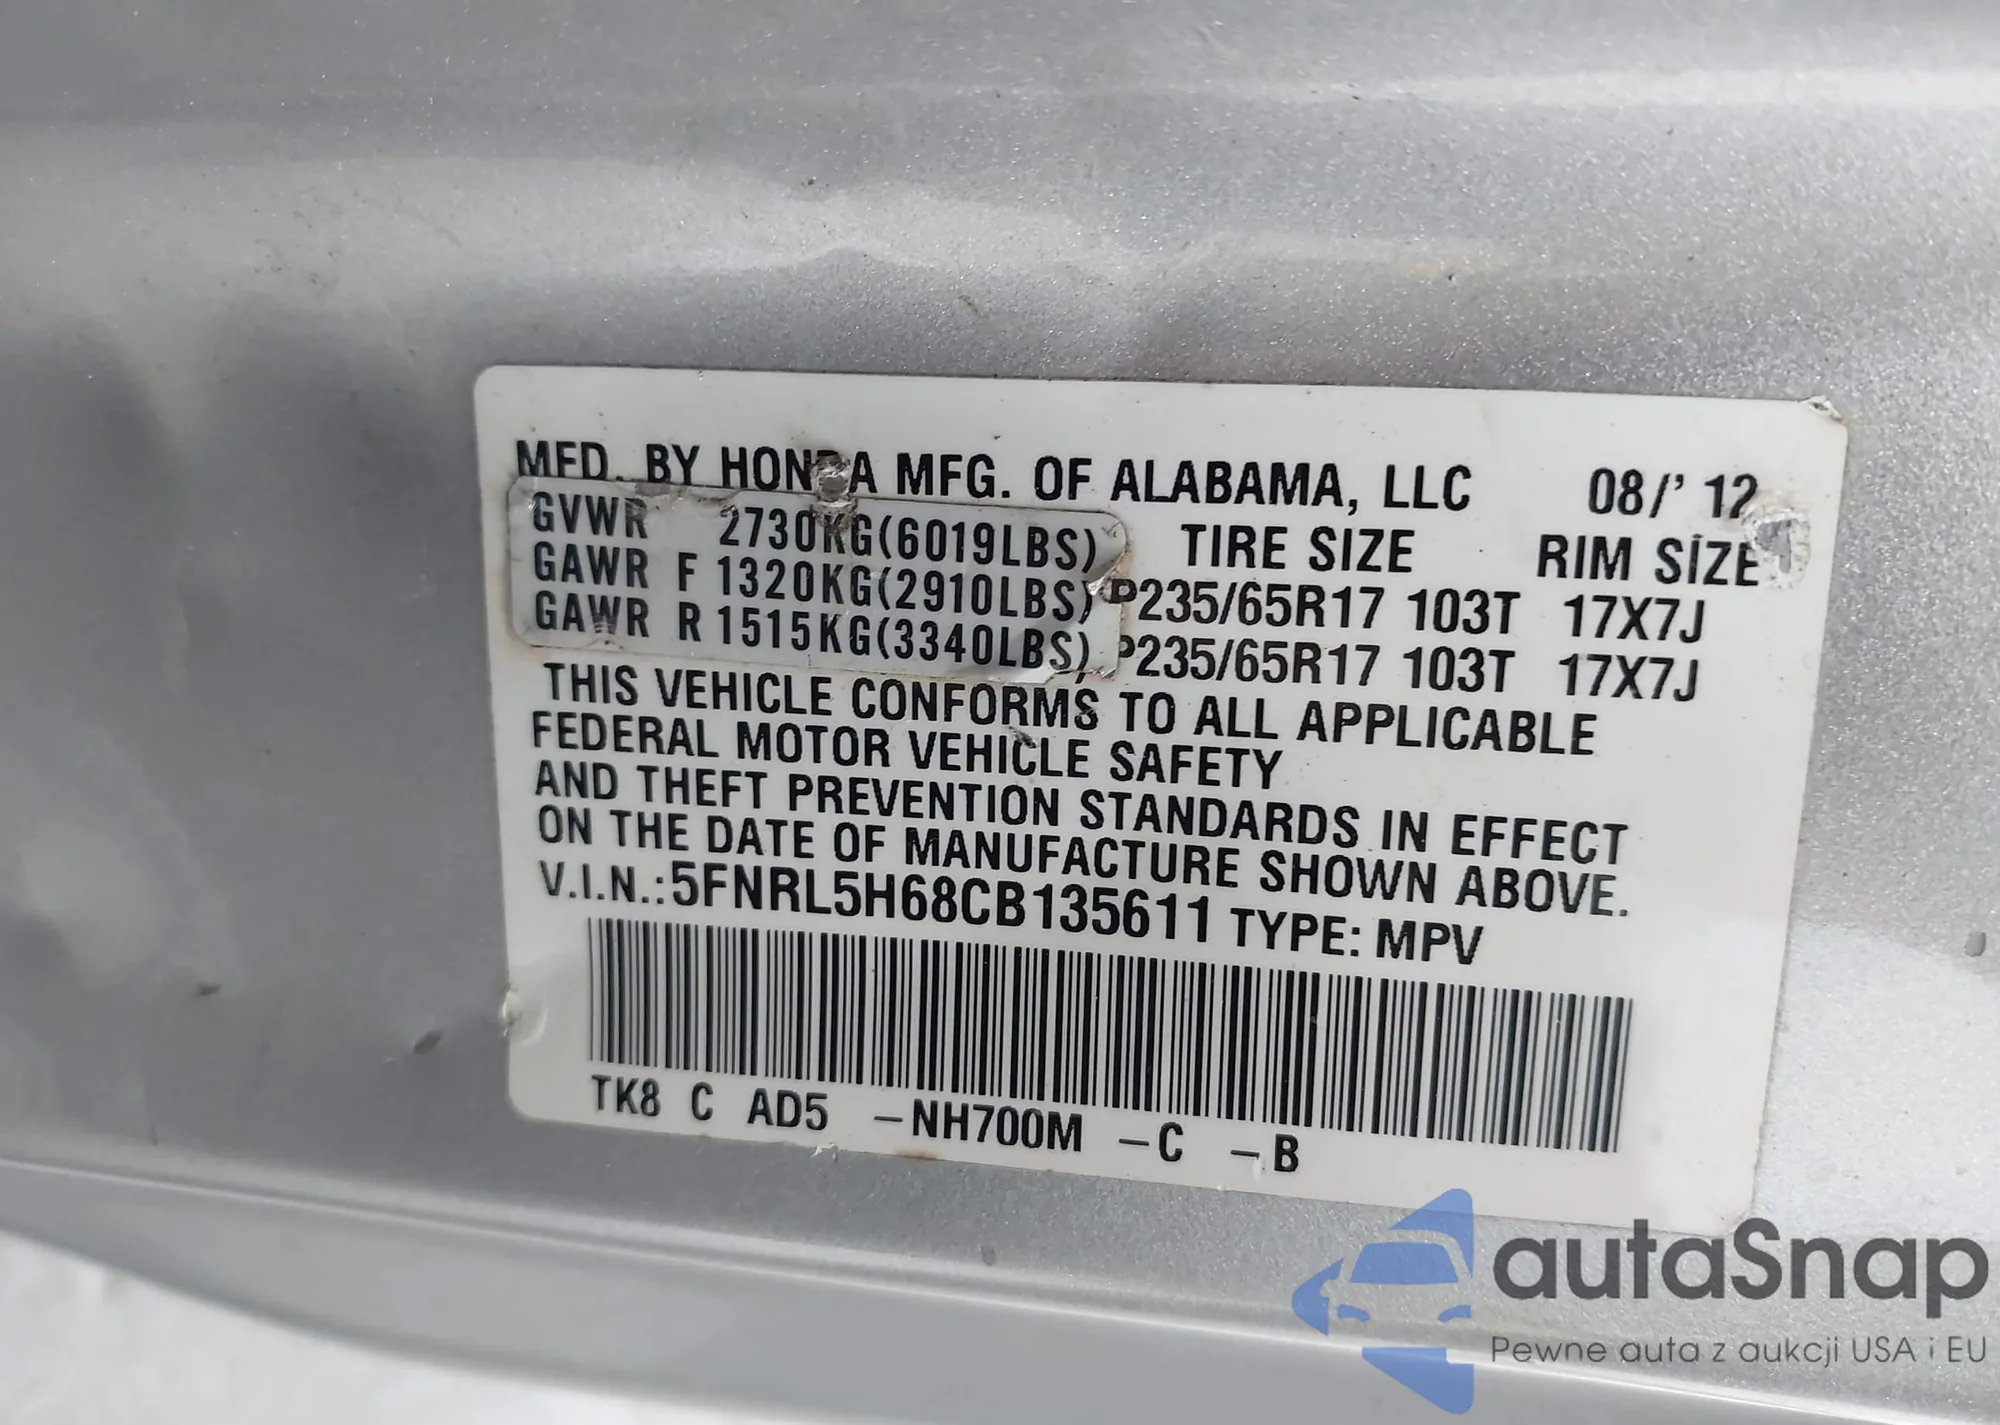 MFD. BY HONDA MFG. OF ALABAMA, LLC 08/' 12
GVWR 2730KG(6019LBS) TIRE SIZE RIM SIZE
GAWR F 1320KG(2910LBS) P235/65R17 103T 17X7J
GAWR R 1515KG(3340LBS) P235/65R17 103T 17X7J
THIS VEHICLE CONFORMS TO ALL APPLICABLE
FEDERAL MOTOR VEHICLE SAFETY
AND THEFT PREVENTION STANDARDS IN EFFECT
ON THE DATE OF MANUFACTURE SHOWN ABOVE.
V.I.N.:5FNRL5H68CB135611 TYPE: MPV
TK8 C AD5 -NH700M -C -B
autaSnap
Pewne auta z aukcji USA i EU